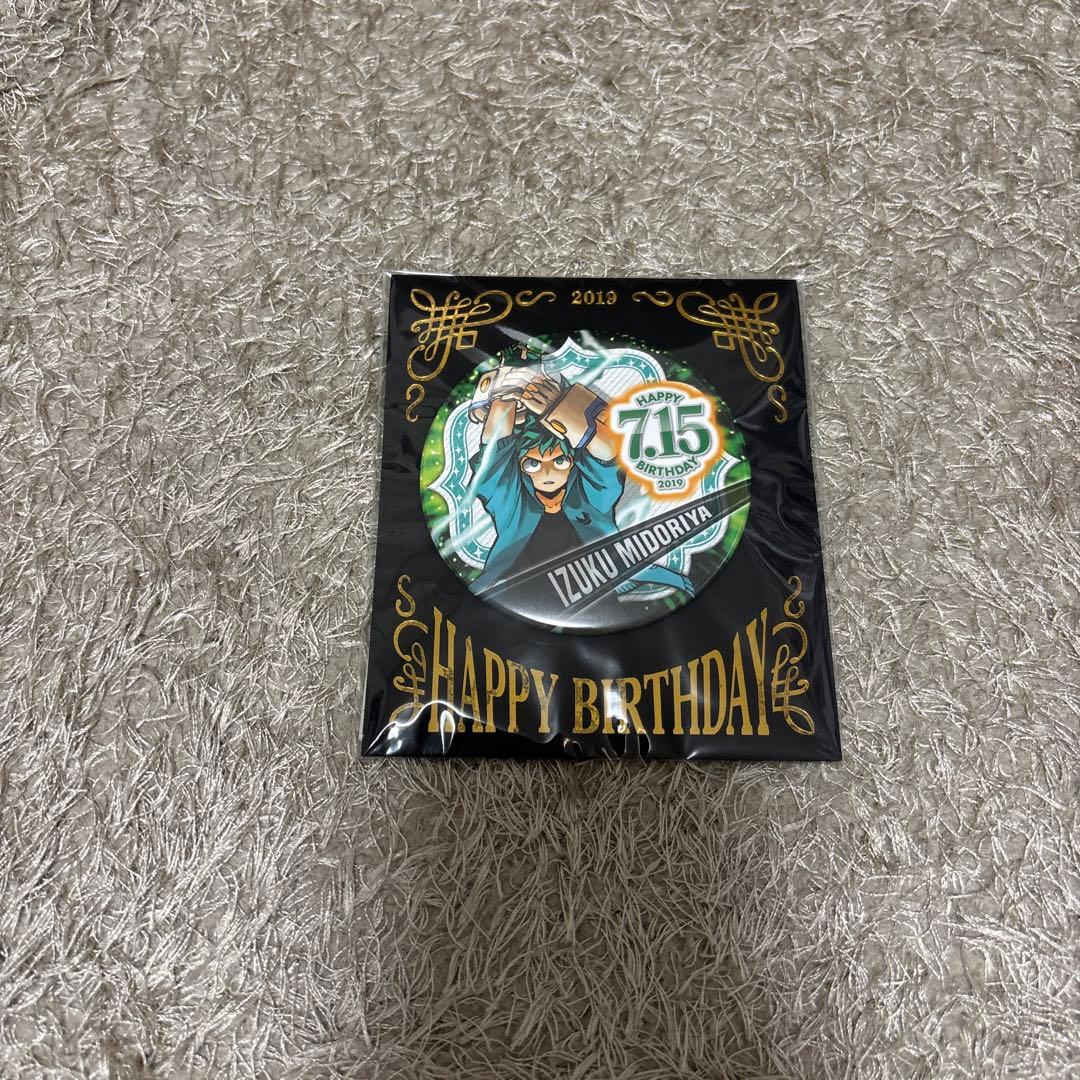 2019
HAPPY
7.15
BIRTHDAY
2019
IZUKU MIDORIYA
HAPPY BIRTHDAY